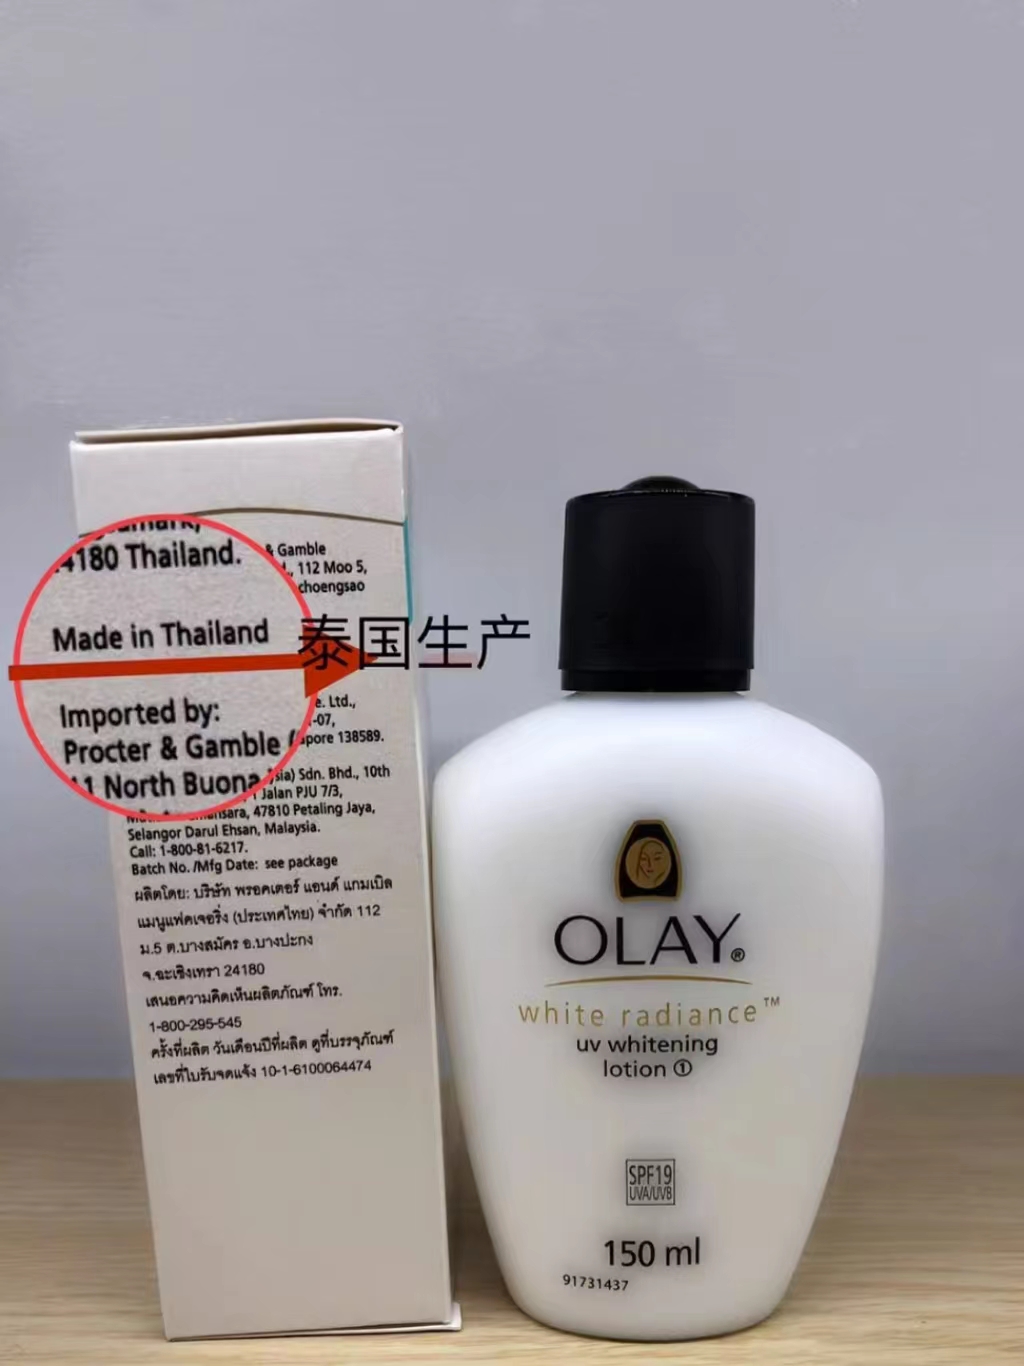 4180 Thailand.
Made in Thailand
Imported by:
Procter & Gamble (
North Buona
& Gamble
112 Moo 5,
choengsao
泰国生产
e. Ltd.,
-07,
apore 138589.
sia) Sdn. Bhd., 10th
Jalan PJU 7/3,
47810 Petaling Jaya,
Selangor Darul Ehsan, Malaysia.
Call: 1-800-81-6217.
Batch No. /Mfg Date: see package
ผลิตโดย: บริษัท พรอคเตอร์ แอนด์ แกมเบิล
แมนูแฟคเจอริ่ง (ประเทศไทย) จำกัด 112
ม.5 ต.บางสมัคร อ.บางปะกง
จ.ฉะเชิงเทรา 24180
เสนอความคิดเห็นผลิตภัณฑ์ โทร.
1-800-295-545
ครั้งที่ผลิต วันเดือนปีที่ผลิต ดูที่บรรจุภัณฑ์
เลขที่ใบรับจดแจ้ง 10-1-6100064474
OLAY®
white radiance™
uv whitening
lotion ①
SPF19
UVA/UVB
150 ml
91731437